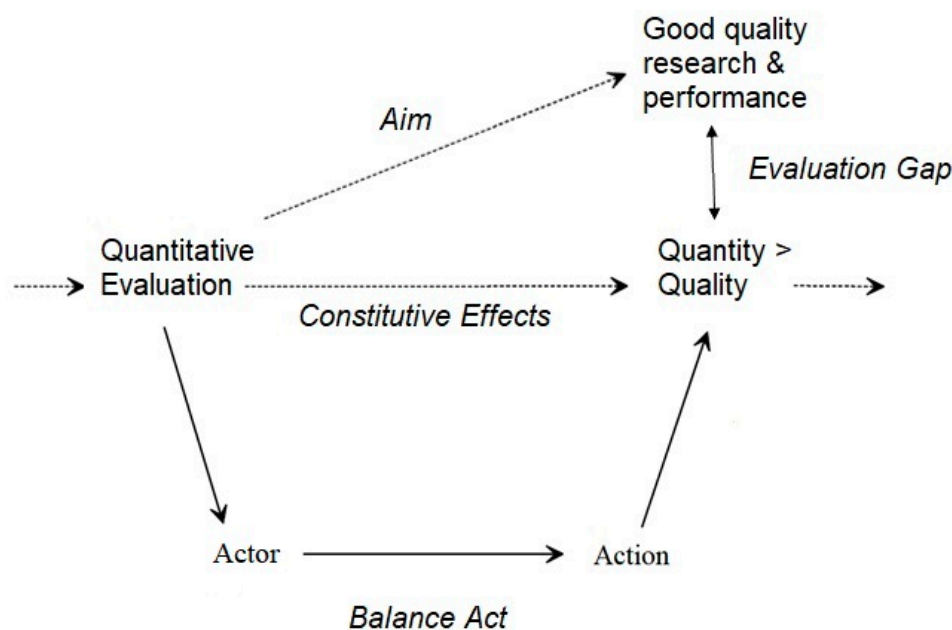 Good quality
research &
performance
Aim
Evaluation Gap
Quantitative
Evaluation
Quantity >
Quality
Constitutive Effects
Actor
Action
Balance Act